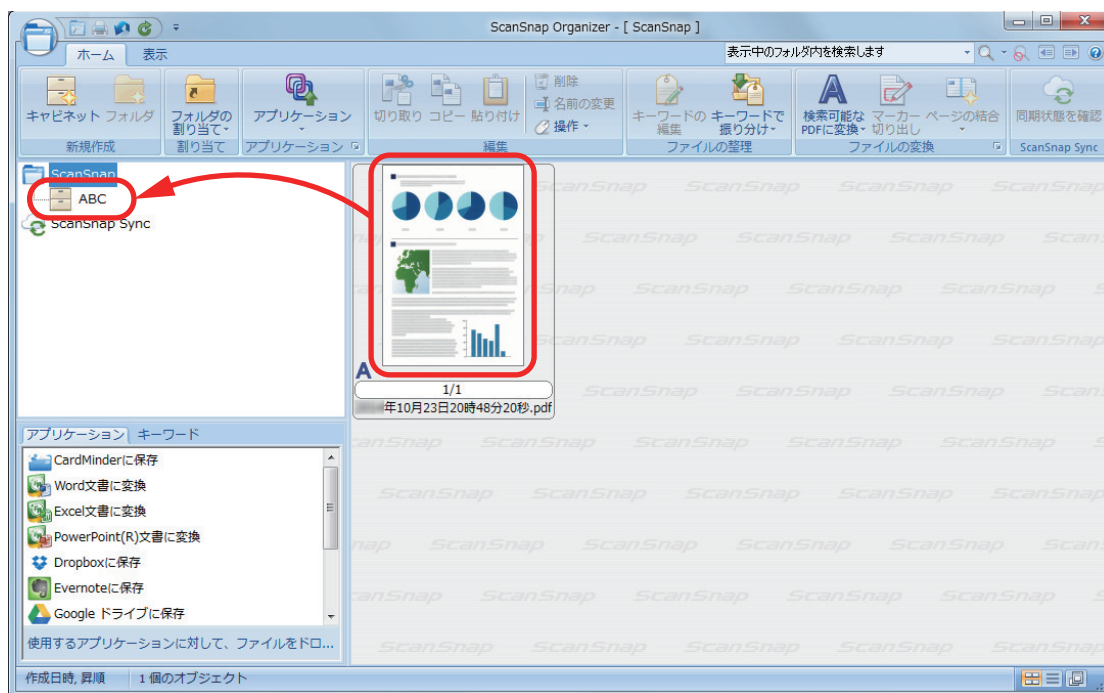 ScanSnap Organizer - [ ScanSnap ]
ホーム 表示
表示中のフォルダ内を検索します
キャビネット フォルダ フォルダの割り当て アプリケーション 切り取り コピー 貼り付け 削除 名前の変更 操作 キーワードの編集 キーワードで振り分け 検索可能なPDFに変換 マーカー切り出し ページの結合 同期状態を確認
新規作成 割り当て アプリケーション 編集 ファイルの整理 ファイルの変換 ScanSnap Sync
ScanSnap
ABC
ScanSnap Sync
A
1/1
年10月23日20時48分20秒.pdf
アプリケーション キーワード
CardMinderに保存
Word文書に変換
Excel文書に変換
PowerPoint(R)文書に変換
Dropboxに保存
Evernoteに保存
Google ドライブに保存
使用するアプリケーションに対して、ファイルをドロ...
作成日時, 昇順 1 個のオブジェクト